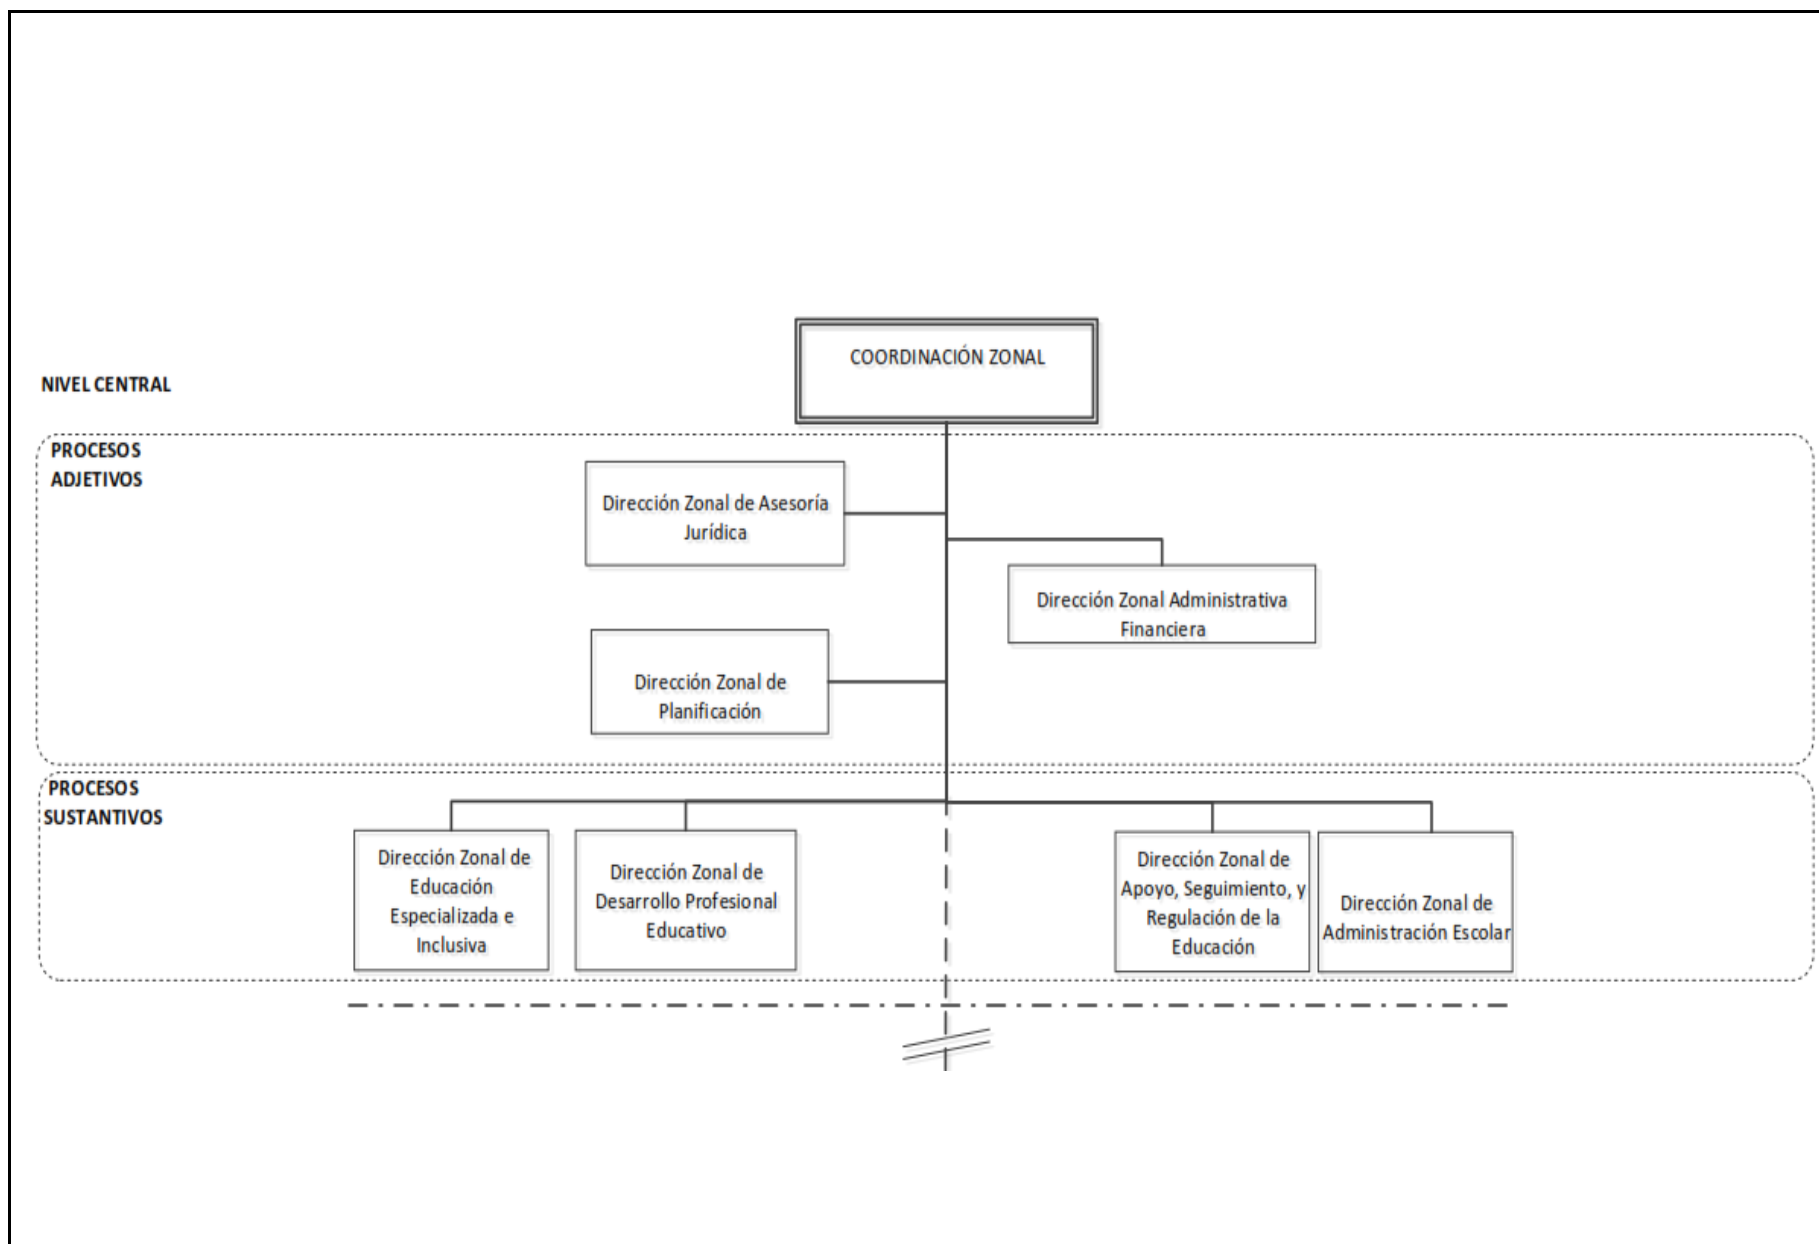 COORDINACIÓN ZONAL
NIVEL CENTRAL
PROCESOS
ADJETIVOS
Dirección Zonal de Asesoría
Jurídica
Dirección Zonal Administrativa
Financiera
Dirección Zonal de
Planificación
PROCESOS
SUSTANTIVOS
Dirección Zonal de
Educación
Especializada e
Inclusiva
Dirección Zonal de
Desarrollo Profesional
Educativo
Dirección Zonal de
Apoyo, Seguimiento, y
Regulación de la
Educación
Dirección Zonal de
Administración Escolar